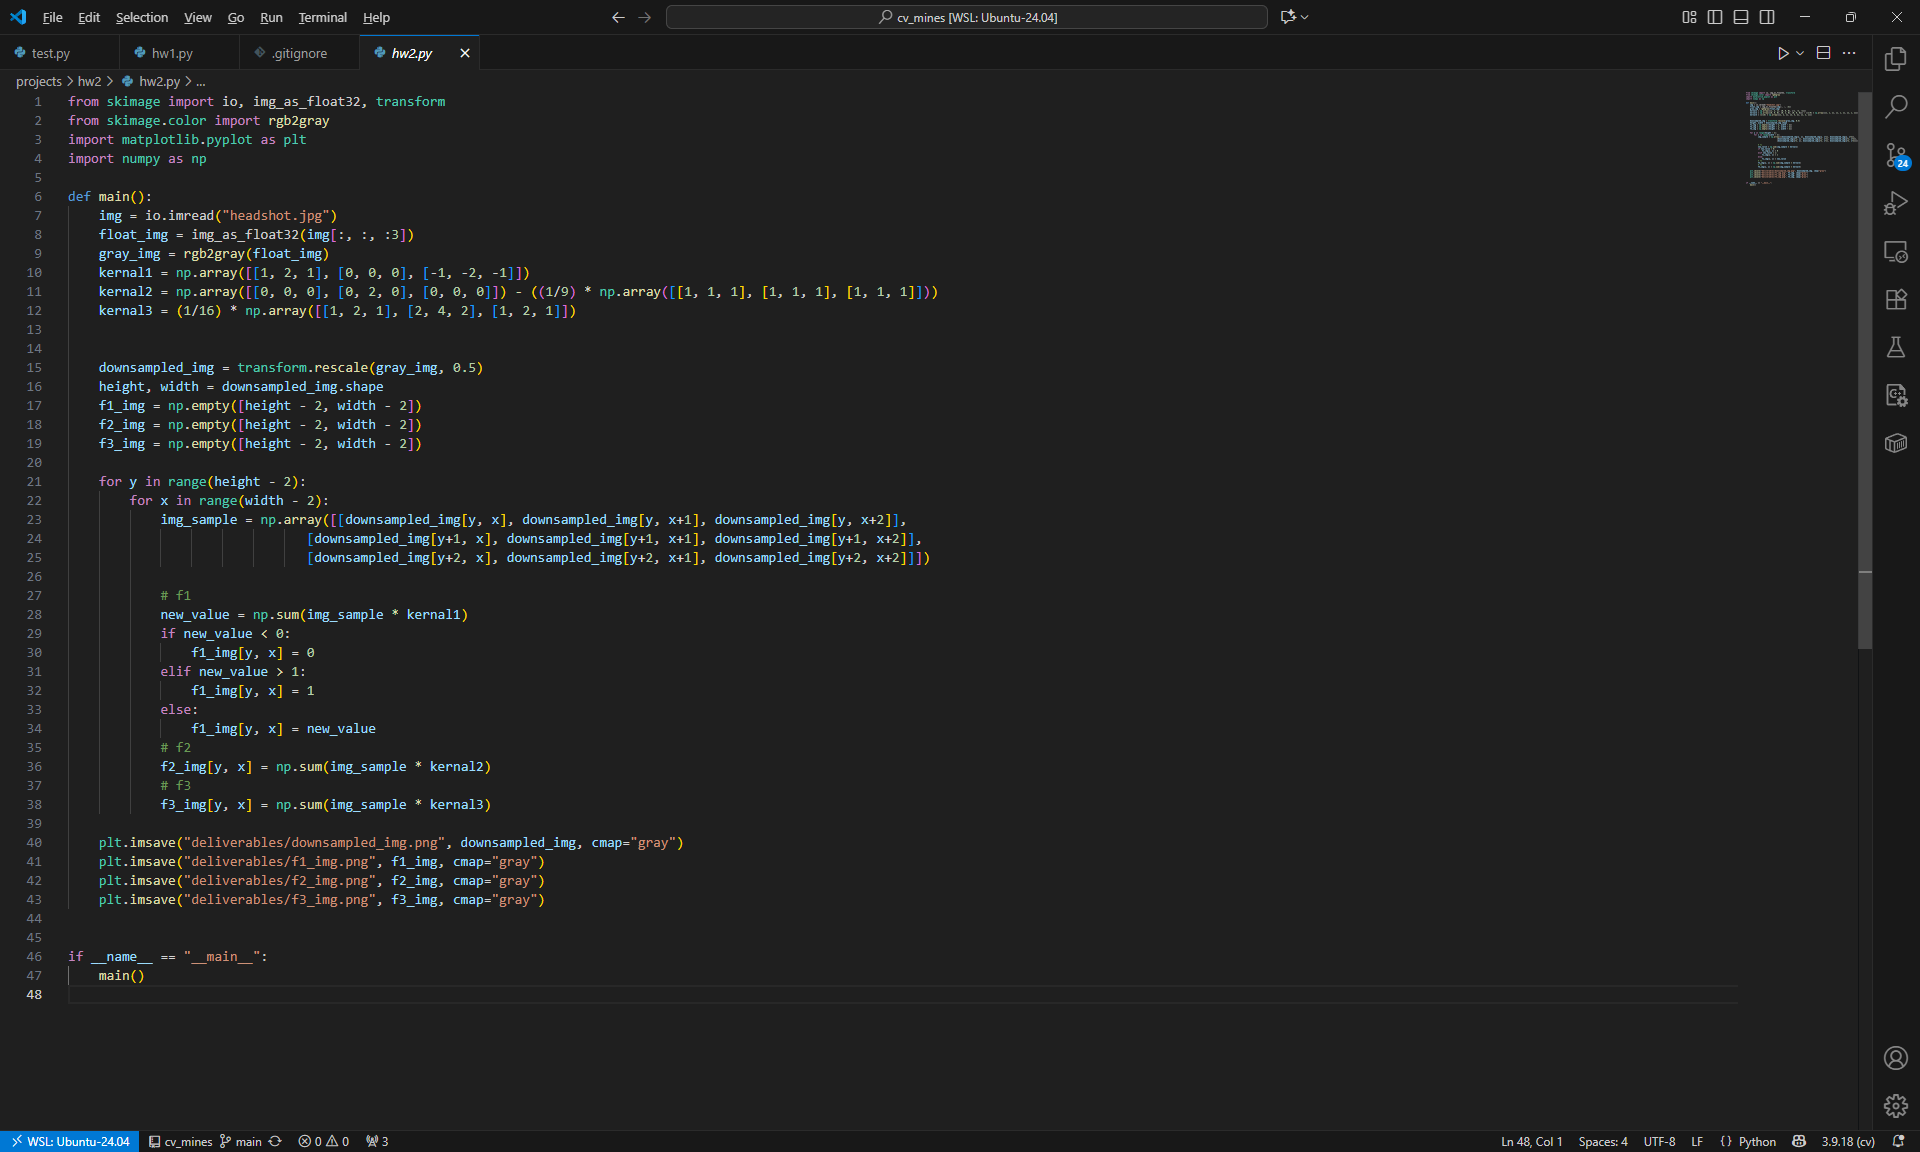 File Edit Selection View Go Run Terminal Help
cv_mines [WSL: Ubuntu-24.04]
test.py hw1.py .gitignore hw2.py
projects > hw2 > hw2.py > ...
1 from skimage import io, img_as_float32, transform
2 from skimage.color import rgb2gray
3 import matplotlib.pyplot as plt
4 import numpy as np
5
6 def main():
7     img = io.imread("headshot.jpg")
8     float_img = img_as_float32(img[:, :, :3])
9     gray_img = rgb2gray(float_img)
10     kernal1 = np.array([[1, 2, 1], [0, 0, 0], [-1, -2, -1]])
11     kernal2 = np.array([[0, 0, 0], [0, 2, 0], [0, 0, 0]]) - ((1/9) * np.array([[1, 1, 1], [1, 1, 1], [1, 1, 1]]))
12     kernal3 = (1/16) * np.array([[1, 2, 1], [2, 4, 2], [1, 2, 1]])
13
14
15     downsampled_img = transform.rescale(gray_img, 0.5)
16     height, width = downsampled_img.shape
17     f1_img = np.empty([height - 2, width - 2])
18     f2_img = np.empty([height - 2, width - 2])
19     f3_img = np.empty([height - 2, width - 2])
20
21     for y in range(height - 2):
22         for x in range(width - 2):
23             img_sample = np.array([[downsampled_img[y, x], downsampled_img[y, x+1], downsampled_img[y, x+2]],
24                                [downsampled_img[y+1, x], downsampled_img[y+1, x+1], downsampled_img[y+1, x+2]],
25                                [downsampled_img[y+2, x], downsampled_img[y+2, x+1], downsampled_img[y+2, x+2]]])
26
27             # f1
28             new_value = np.sum(img_sample * kernal1)
29             if new_value < 0:
30                 f1_img[y, x] = 0
31             elif new_value > 1:
32                 f1_img[y, x] = 1
33             else:
34                 f1_img[y, x] = new_value
35             # f2
36             f2_img[y, x] = np.sum(img_sample * kernal2)
37             # f3
38             f3_img[y, x] = np.sum(img_sample * kernal3)
39
40     plt.imsave("deliverables/downsampled_img.png", downsampled_img, cmap="gray")
41     plt.imsave("deliverables/f1_img.png", f1_img, cmap="gray")
42     plt.imsave("deliverables/f2_img.png", f2_img, cmap="gray")
43     plt.imsave("deliverables/f3_img.png", f3_img, cmap="gray")
44
45
46 if __name__ == "__main__":
47     main()
48
24
WSL: Ubuntu-24.04 cv_mines main 0 0 3 Ln 48, Col 1 Spaces: 4 UTF-8 LF {} Python 3.9.18 (cv)